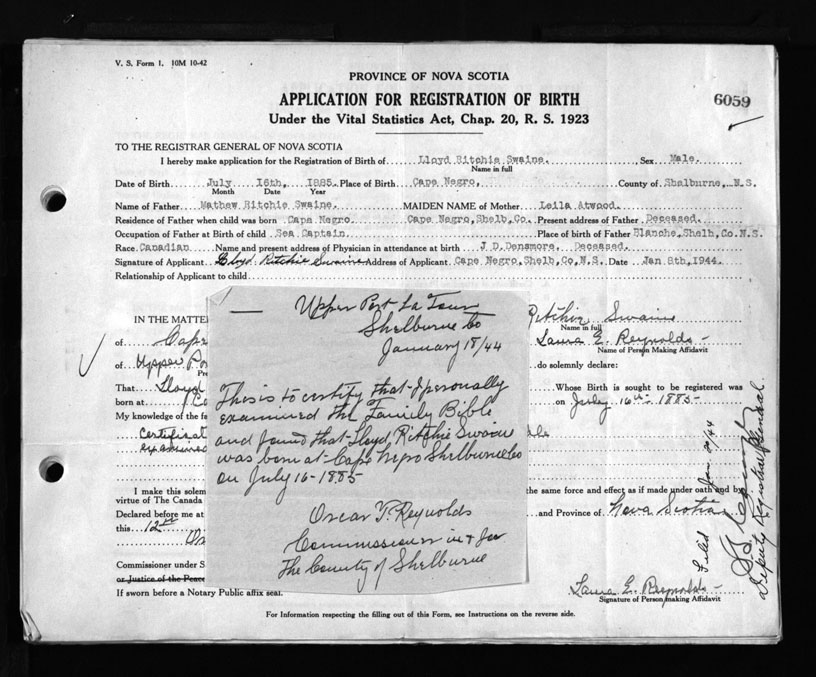 V. S. Form 1. 10M 10-42
PROVINCE OF NOVA SCOTIA
APPLICATION FOR REGISTRATION OF BIRTH
6059
Under the Vital Statistics Act, Chap. 20, R. S. 1923
TO THE REGISTRAR GENERAL OF NOVA SCOTIA
I hereby make application for the Registration of Birth of Lloyd Ritchie Swaine. Sex Male.
Name in full
Date of Birth July 16th, 1885. Place of Birth Cape Negro, County of Shelburne, N.S.
Month Date Year
Name of Father Mathew Ritchie Swaine. MAIDEN NAME of Mother Leila Atwood.
Residence of Father when child was born Cape Negro. Cape Negro, Shelb, Co. Present address of Father Deceased.
Occupation of Father at Birth of child Sea Captain. Place of birth of Father Blanche, Shelb, Co. N.S.
Race Canadian Name and present address of Physician in attendance at birth J D. Densmore. Deceased.
Signature of Applicant Lloyd Ritchie Swaine Address of Applicant Cape Negro, Shelb, Co, N.S. Date Jan 8th, 1944.
Relationship of Applicant to child
IN THE MATTE Ritchie Swaine
Name in full
of Cape Laura E. Reynolds
Name of Person Making Affidavit
of Upper Po do solemnly declare:
That Lloyd Whose Birth is sought to be registered was
born at on July 16th 1885
My knowledge of the fa
Certificat
examined
I make this solem the same force and effect as if made under oath and by
virtue of The Canada
Declared before me at and Province of Nova Scotia
this 12th
Commissioner under S
or Justice of the Peace
If sworn before a Notary Public affix seal.
Laura E. Reynolds
Signature of Person making Affidavit
For Information respecting the filling out of this Form, see Instructions on the reverse side.
Upper Port La Tour
Shelburne Co
January 18/44
This is to certify that I personally
examined the Family Bible
and found that Lloyd, Ritchie Swaine
was born at Cape Negro Shelburne Co
on July 16-1885
Oscar T. Reynolds
Commissioner in & for
The County of Shelburne
Filed Jan 20/44
Deputy Registrar General